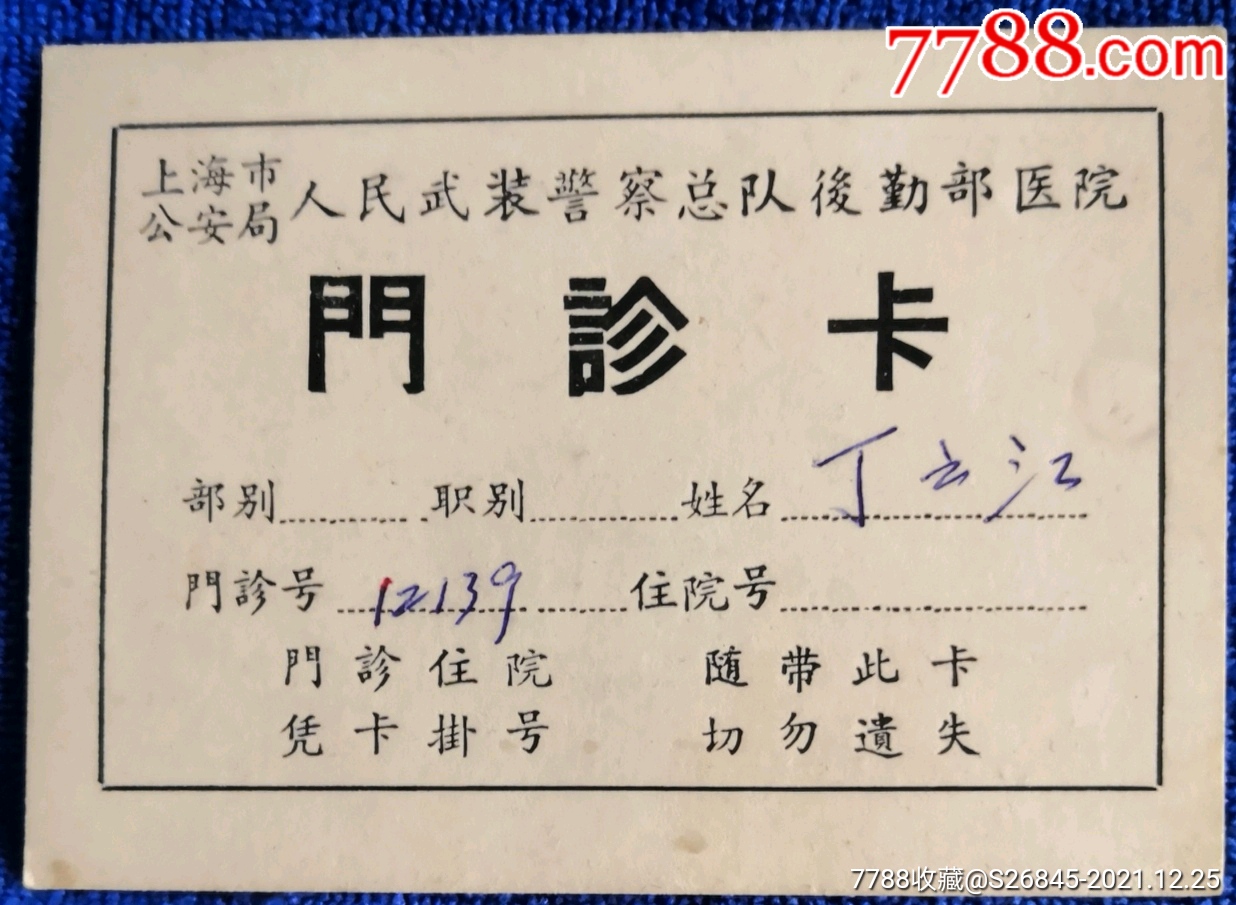 7788.com
上海市
公安局 人民武装警察总队後勤部医院
門診卡
部别 职别 姓名 丁云江
門診号 12139 住院号
門診住院 随带此卡
凭卡掛号 切勿遺失
7788收藏@S26845-2021.12.25